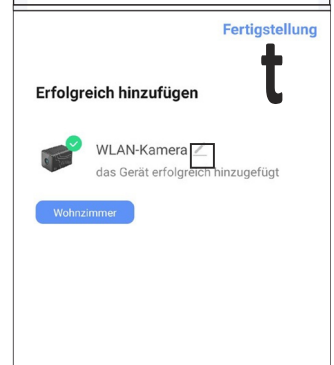 Fertigstellung
t
Erfolgreich hinzufügen
WLAN-Kamera
das Gerät erfolgreich hinzugefügt
Wohnzimmer